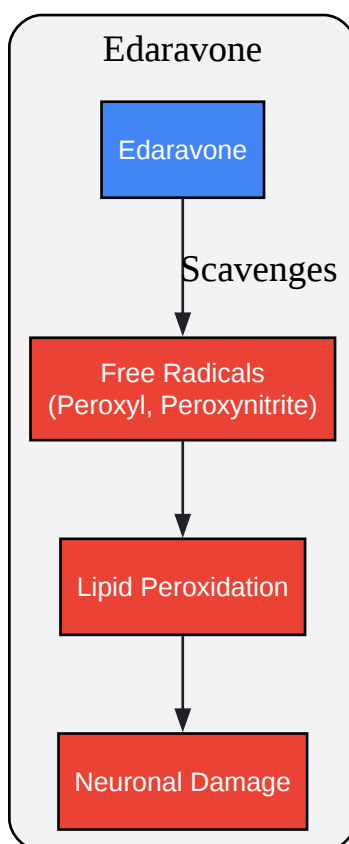 Edaravone
Edaravone
Scavenges
Free Radicals
(Peroxyl, Peroxynitrite)
Lipid Peroxidation
Neuronal Damage